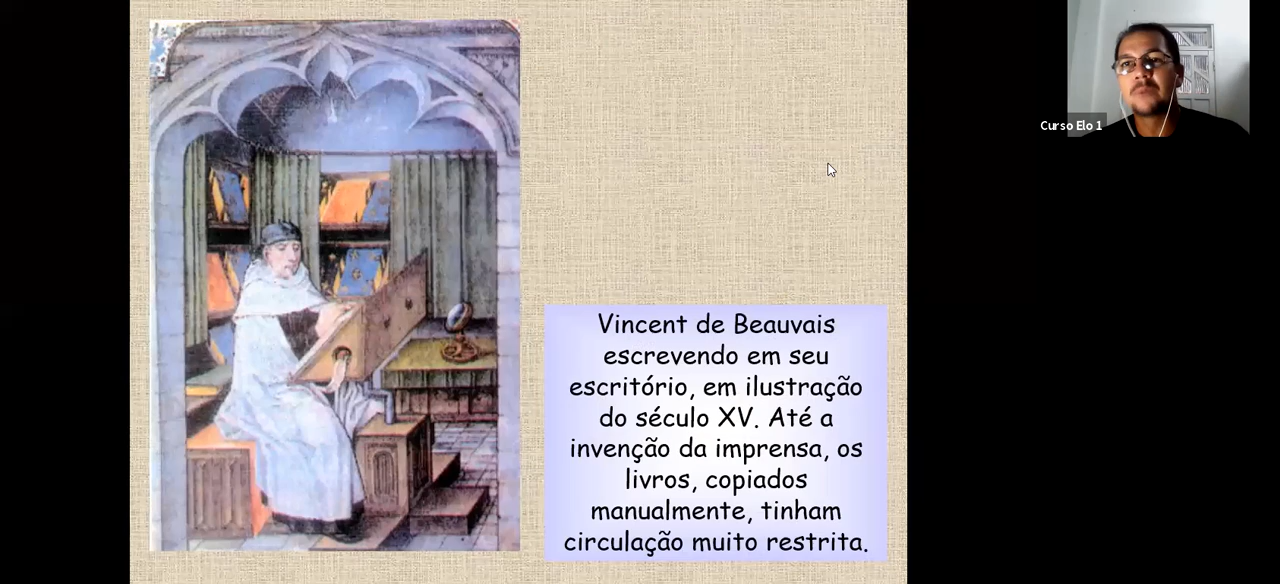 Curso Elo 1
Vincent de Beauvais
escrevendo em seu
escritório, em ilustração
do século XV. Até a
invenção da imprensa, os
livros, copiados
manualmente, tinham
circulação muito restrita.